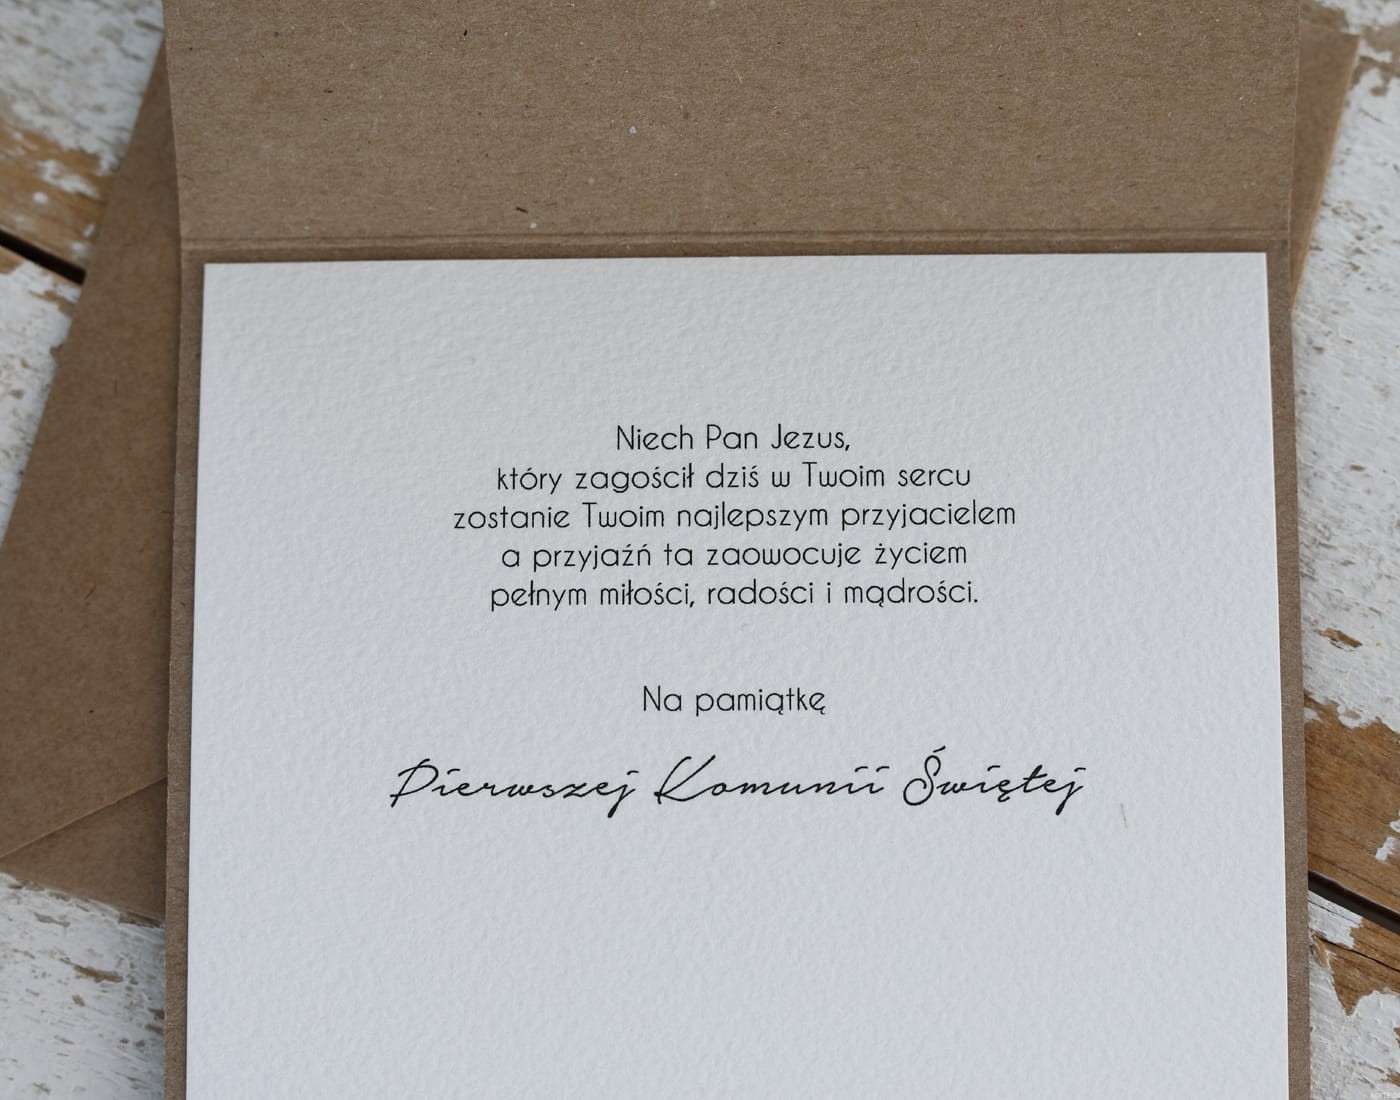 Niech Pan Jezus,
który zagościł dziś w Twoim sercu
zostanie Twoim najlepszym przyjacielem
a przyjaźń ta zaowocuje życiem
pełnym miłości, radości i mądrości.
Na pamiątkę
Pierwszej Komunii Świętej